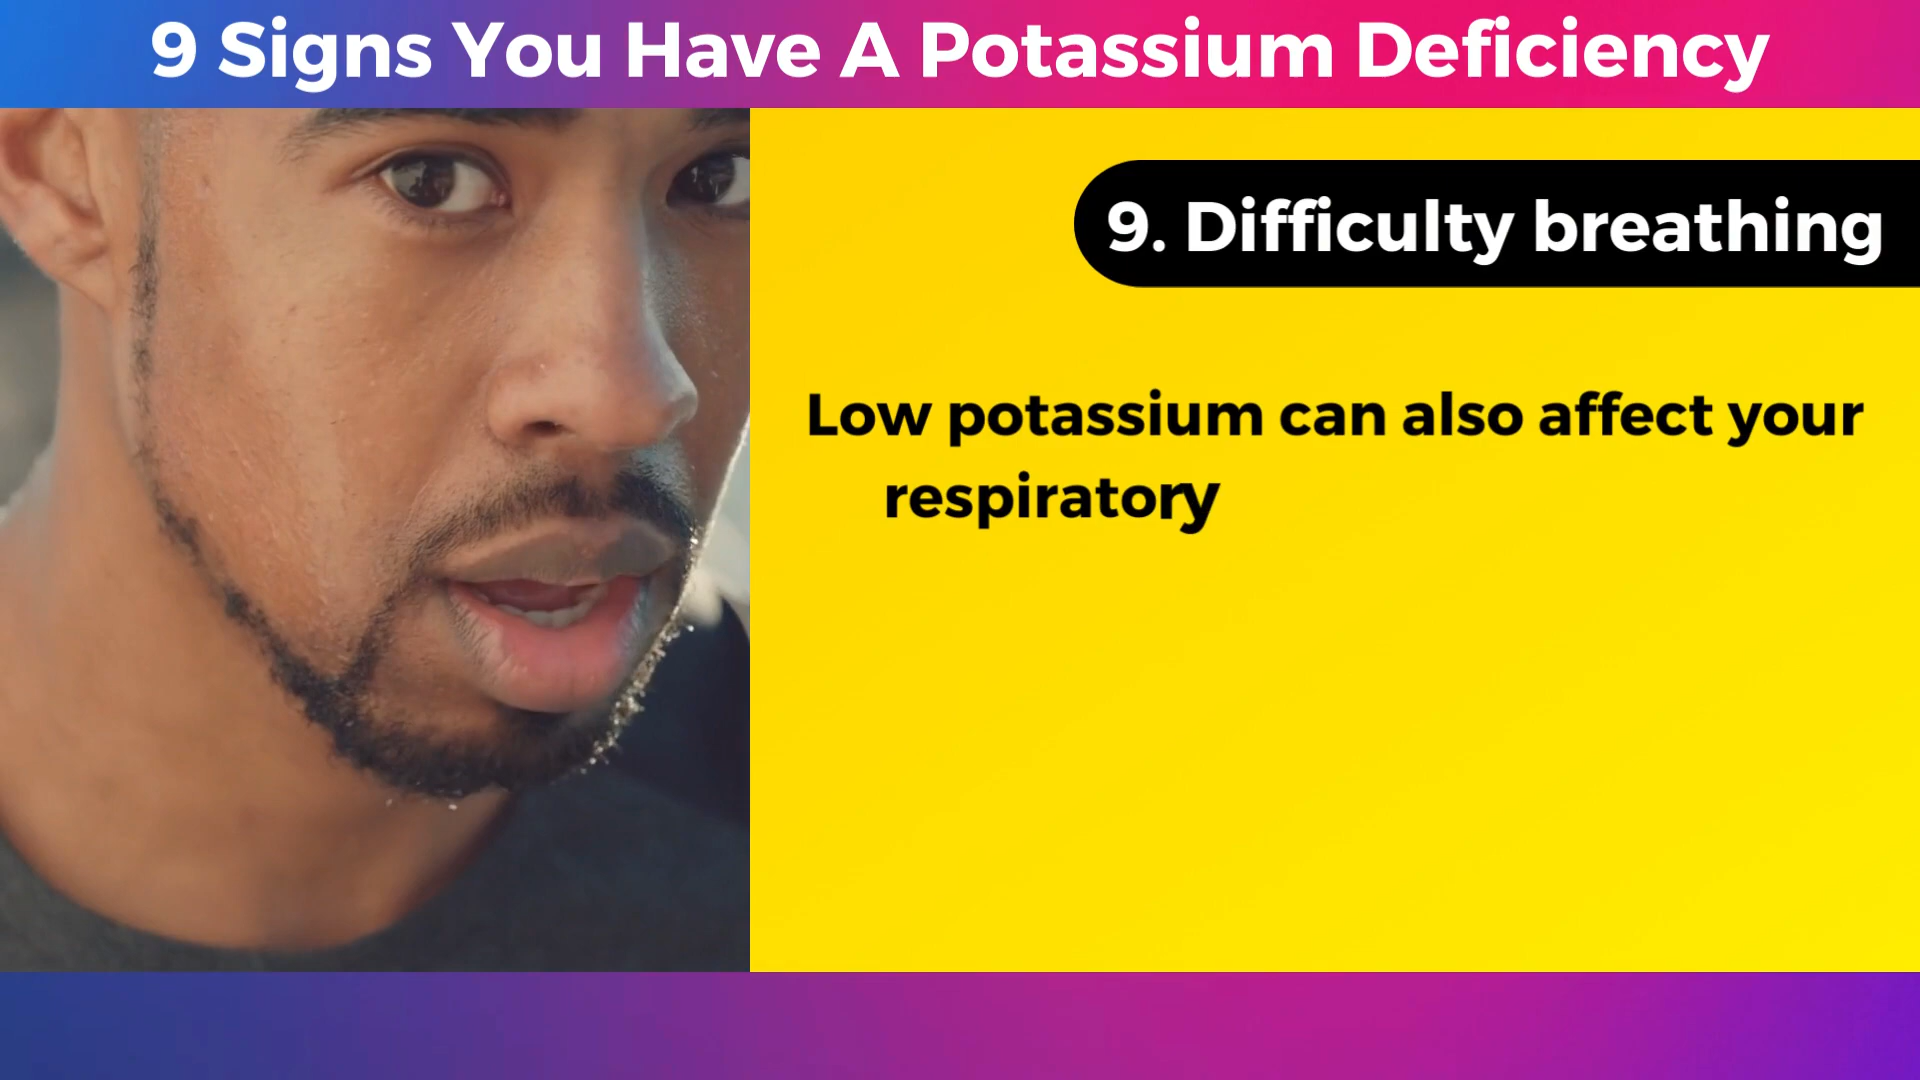 9 Signs You Have A Potassium Deficiency
9. Difficulty breathing
Low potassium can also affect your
respiratory